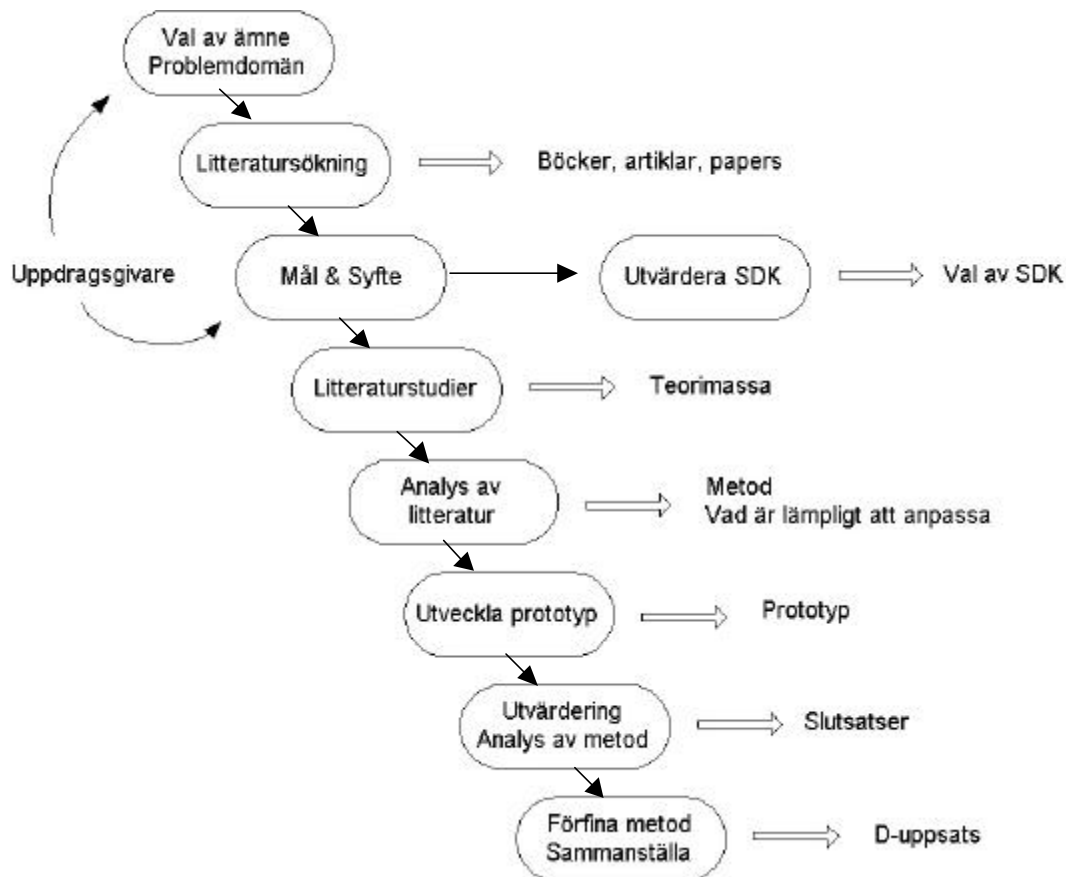 Val av ämne
Problemdomän
Litteratursökning
Böcker, artiklar, papers
Uppdragsgivare
Mål & Syfte
Utvärdera SDK
Val av SDK
Litteraturstudier
Teorimassa
Analys av
litteratur
Metod
Vad är lämpligt att anpassa
Utveckla prototyp
Prototyp
Utvärdering
Analys av metod
Slutsatser
Förfina metod
Sammanställa
D-uppsats